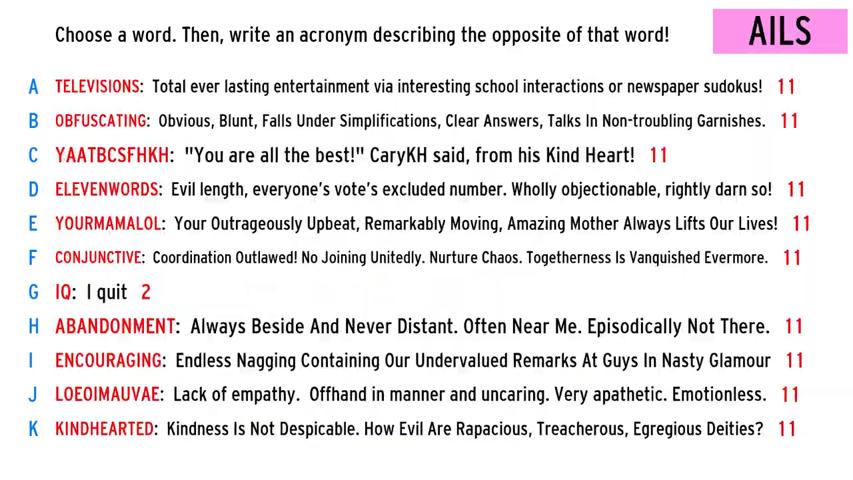 Choose a word. Then, write an acronym describing the opposite of that word!
AILS
A TELEVISIONS: Total ever lasting entertainment via interesting school interactions or newspaper sudokus! 11
B OBFUSCATING: Obvious, Blunt, Falls Under Simplifications, Clear Answers, Talks In Non-troubling Garnishes. 11
C YAATBCSFHKH: "You are all the best!" CaryKH said, from his Kind Heart! 11
D ELEVENWORDS: Evil length, everyone's vote's excluded number. Wholly objectionable, rightly darn so! 11
E YOURMAMALOL: Your Outrageously Upbeat, Remarkably Moving, Amazing Mother Always Lifts Our Lives! 11
F CONJUNCTIVE: Coordination Outlawed! No Joining Unitedly. Nurture Chaos. Togetherness Is Vanquished Evermore. 11
G IQ: I quit 2
H ABANDONMENT: Always Beside And Never Distant. Often Near Me. Episodically Not There. 11
I ENCOURAGING: Endless Nagging Containing Our Undervalued Remarks At Guys In Nasty Glamour 11
J LOEOIMAUVAE: Lack of empathy. Offhand in manner and uncaring. Very apathetic. Emotionless. 11
K KINDHEARTED: Kindness Is Not Despicable. How Evil Are Rapacious, Treacherous, Egregious Deities? 11